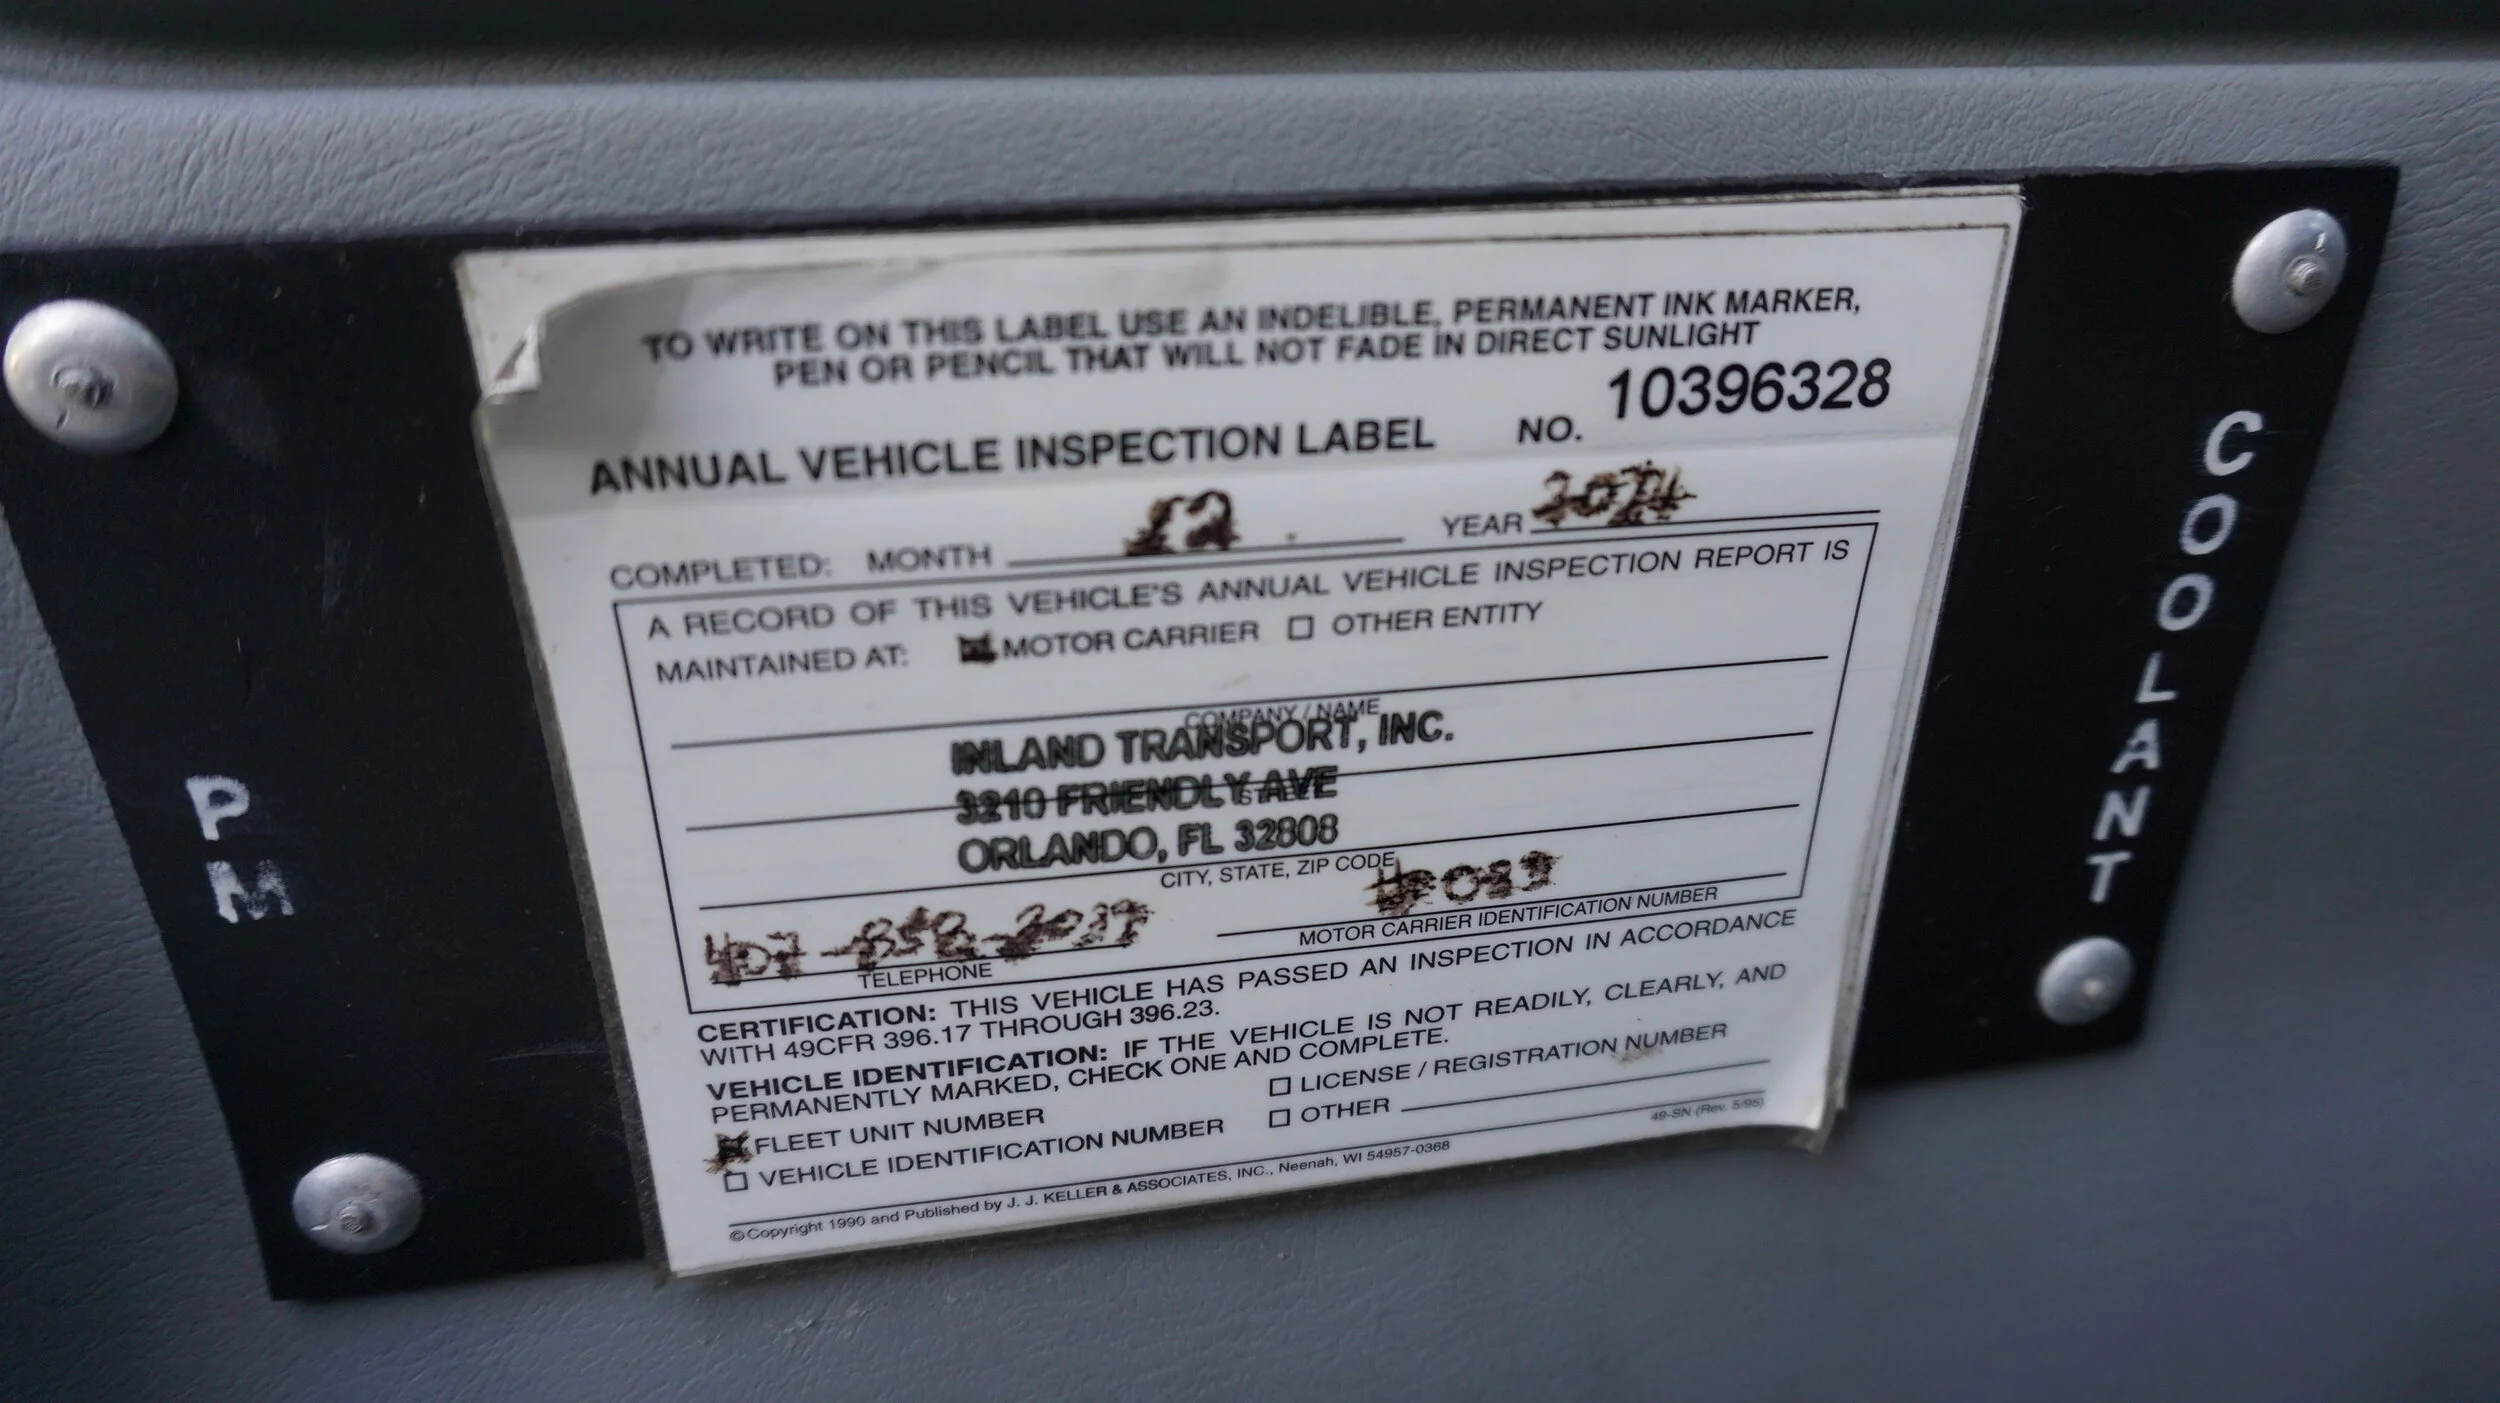 TO WRITE ON THIS LABEL USE AN INDELIBLE, PERMANENT INK MARKER,
PEN OR PENCIL THAT WILL NOT FADE IN DIRECT SUNLIGHT
ANNUAL VEHICLE INSPECTION LABEL NO. 10396328
COMPLETED: MONTH 12 YEAR
A RECORD OF THIS VEHICLE'S ANNUAL VEHICLE INSPECTION REPORT IS
MAINTAINED AT: MOTOR CARRIER OTHER ENTITY
COMPANY / NAME
INLAND TRANSPORT, INC.
3210 FRIENDLY AVE
STREET
ORLANDO, FL 32808
CITY, STATE, ZIP CODE
TELEPHONE
MOTOR CARRIER IDENTIFICATION NUMBER
CERTIFICATION: THIS VEHICLE HAS PASSED AN INSPECTION IN ACCORDANCE
WITH 49CFR 396.17 THROUGH 396.23.
VEHICLE IDENTIFICATION: IF THE VEHICLE IS NOT READILY, CLEARLY, AND
PERMANENTLY MARKED, CHECK ONE AND COMPLETE.
FLEET UNIT NUMBER LICENSE / REGISTRATION NUMBER
VEHICLE IDENTIFICATION NUMBER OTHER
49-SN (Rev. 5/95)
© Copyright 1990 and Published by J. J. KELLER & ASSOCIATES, INC., Neenah, WI 54957-0368
PM
COOLANT